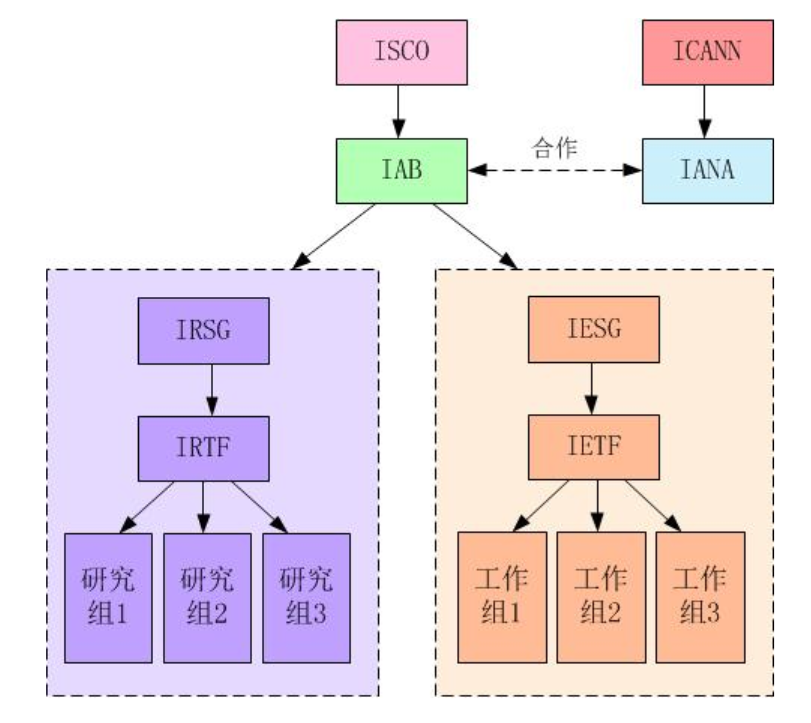 ISCO
ICANN
IAB
合作
IANA
IRSG
IESG
IRTF
IETF
研究
组1
研究
组2
研究
组3
工作
组1
工作
组2
工作
组3